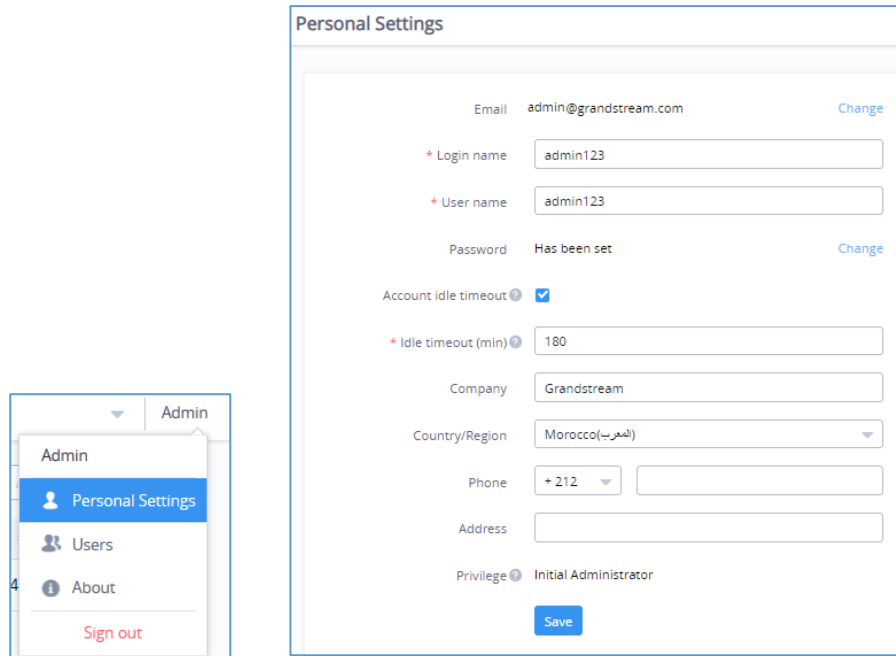 Personal Settings
Email admin@grandstream.com Change
* Login name admin123
* User name admin123
Password Has been set Change
Account idle timeout
* Idle timeout (min) 180
Company Grandstream
Country/Region Morocco(المغرب)
Phone + 212
Address
Privilege Initial Administrator
Save
Admin
Admin
Personal Settings
Users
4
About
Sign out